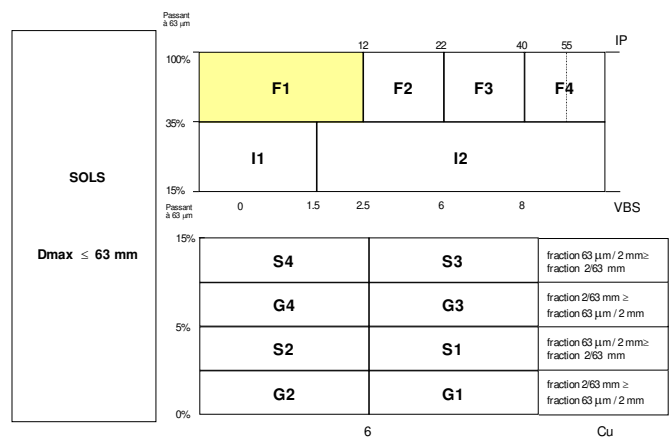 Passant
à 63 µm
IP
12 22 40 55
100%
F1 F2 F3 F4
35%
I1 I2
SOLS
15%
Passant
à 63 µm
0 1.5 2.5 6 8 VBS
15%
Dmax ≤ 63 mm
S4 S3
fraction 63 µm / 2 mm≥
fraction 2/63 mm
G4 G3
fraction 2/63 mm ≥
fraction 63 µm / 2 mm
5%
S2 S1
fraction 63 µm / 2 mm≥
fraction 2/63 mm
G2 G1
fraction 2/63 mm ≥
fraction 63 µm / 2 mm
0%
6 Cu